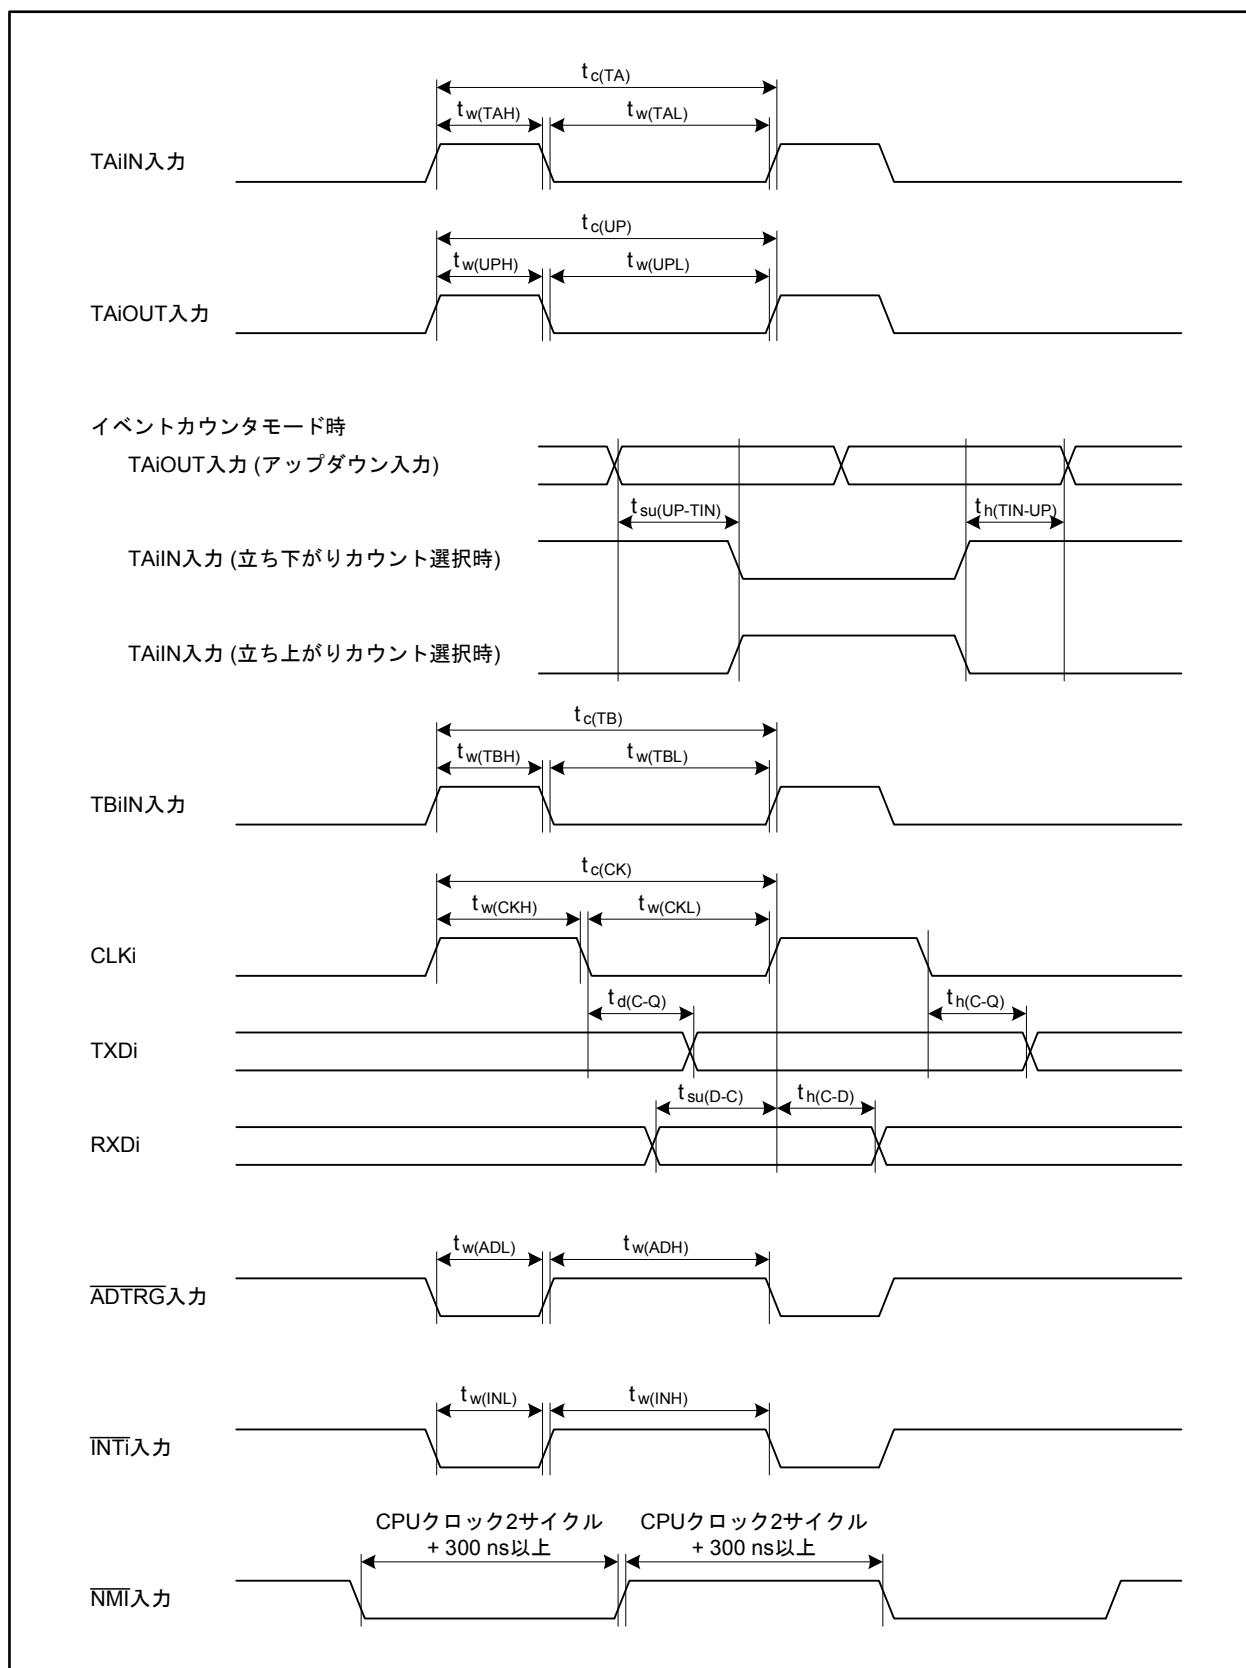 tc(TA)
tw(TAH) tw(TAL)
TAiIN入力
tc(UP)
tw(UPH) tw(UPL)
TAiOUT入力
イベントカウンタモード時
TAiOUT入力 (アップダウン入力)
tsu(UP-TIN) th(TIN-UP)
TAiIN入力 (立ち下がりカウント選択時)
TAiIN入力 (立ち上がりカウント選択時)
tc(TB)
tw(TBH) tw(TBL)
TBiIN入力
tc(CK)
tw(CKH) tw(CKL)
CLKi
td(C-Q) th(C-Q)
TXDi
tsu(D-C) th(C-D)
RXDi
tw(ADL) tw(ADH)
ADTRG入力
tw(INL) tw(INH)
INTi入力
CPUクロック2サイクル CPUクロック2サイクル
+ 300 ns以上 + 300 ns以上
NMI入力